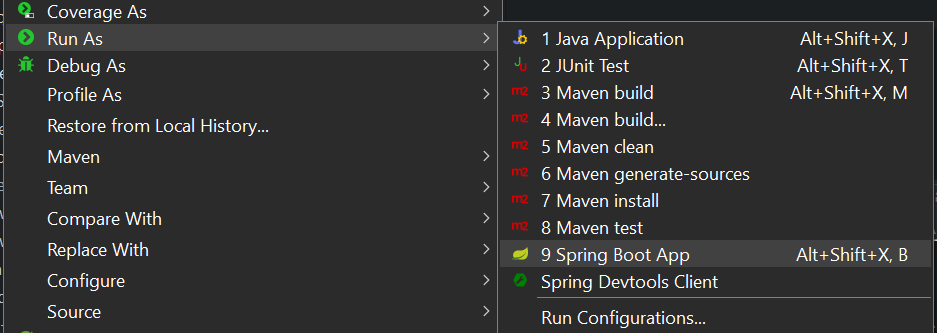 Coverage As
Run As
Debug As
Profile As
Restore from Local History...
Maven
Team
Compare With
Replace With
Configure
Source
1 Java Application Alt+Shift+X, J
2 JUnit Test Alt+Shift+X, T
3 Maven build Alt+Shift+X, M
4 Maven build...
5 Maven clean
6 Maven generate-sources
7 Maven install
8 Maven test
9 Spring Boot App Alt+Shift+X, B
Spring Devtools Client
Run Configurations...